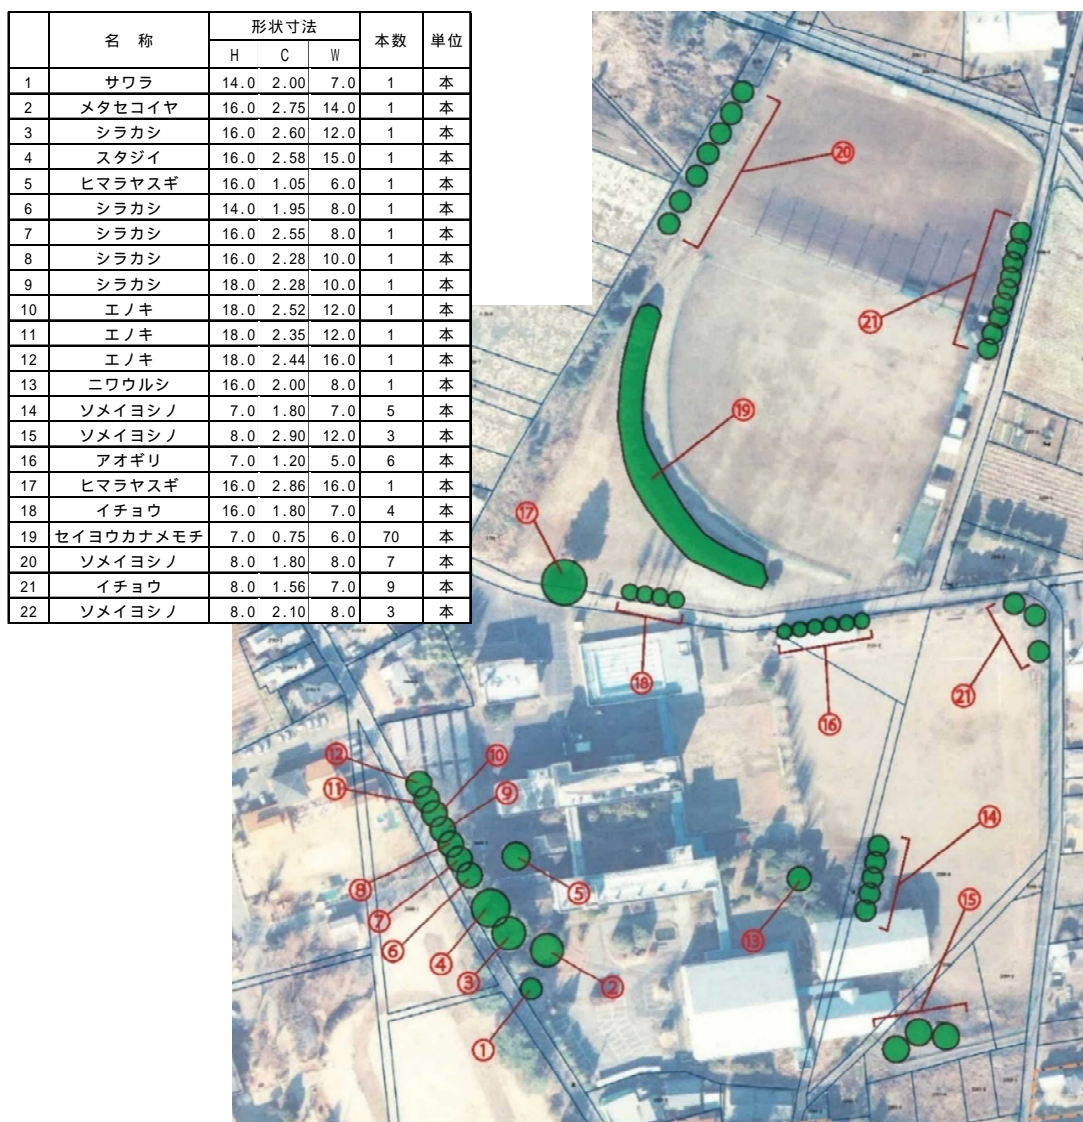 名 称 形状寸法 本数 単位
H C W
1 サワラ 14.0 2.00 7.0 1 本
2 メタセコイヤ 16.0 2.75 14.0 1 本
3 シラカシ 16.0 2.60 12.0 1 本
4 スタジイ 16.0 2.58 15.0 1 本
5 ヒマラヤスギ 16.0 1.05 6.0 1 本
6 シラカシ 14.0 1.95 8.0 1 本
7 シラカシ 16.0 2.55 8.0 1 本
8 シラカシ 16.0 2.28 10.0 1 本
9 シラカシ 18.0 2.28 10.0 1 本
10 エノキ 18.0 2.52 12.0 1 本
11 エノキ 18.0 2.35 12.0 1 本
12 エノキ 18.0 2.44 16.0 1 本
13 ニワウルシ 16.0 2.00 8.0 1 本
14 ソメイヨシノ 7.0 1.80 7.0 5 本
15 ソメイヨシノ 8.0 2.90 12.0 3 本
16 アオギリ 7.0 1.20 5.0 6 本
17 ヒマラヤスギ 16.0 2.86 16.0 1 本
18 イチョウ 16.0 1.80 7.0 4 本
19 セイヨウカナメモチ 7.0 0.75 6.0 70 本
20 ソメイヨシノ 8.0 1.80 8.0 7 本
21 イチョウ 8.0 1.56 7.0 9 本
22 ソメイヨシノ 8.0 2.10 8.0 3 本
⑳
㉑
⑲
⑰
⑱
⑯
㉑
⑫
⑩
⑪
⑨
⑭
⑧
⑤
⑦
⑮
⑥
⑬
④
③
②
①